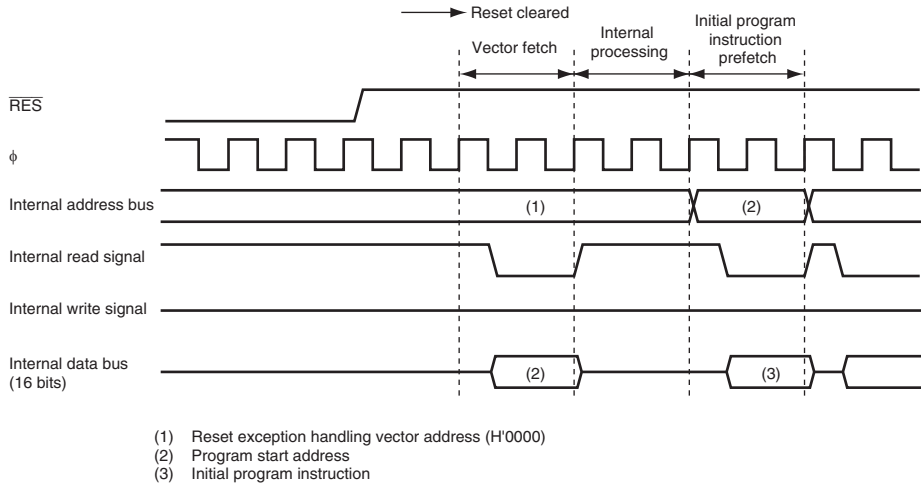 Reset cleared
Vector fetch
Internal
processing
Initial program
instruction
prefetch
RES
ϕ
Internal address bus
(1)
(2)
Internal read signal
Internal write signal
Internal data bus
(16 bits)
(2)
(3)
(1) Reset exception handling vector address (H'0000)
(2) Program start address
(3) Initial program instruction